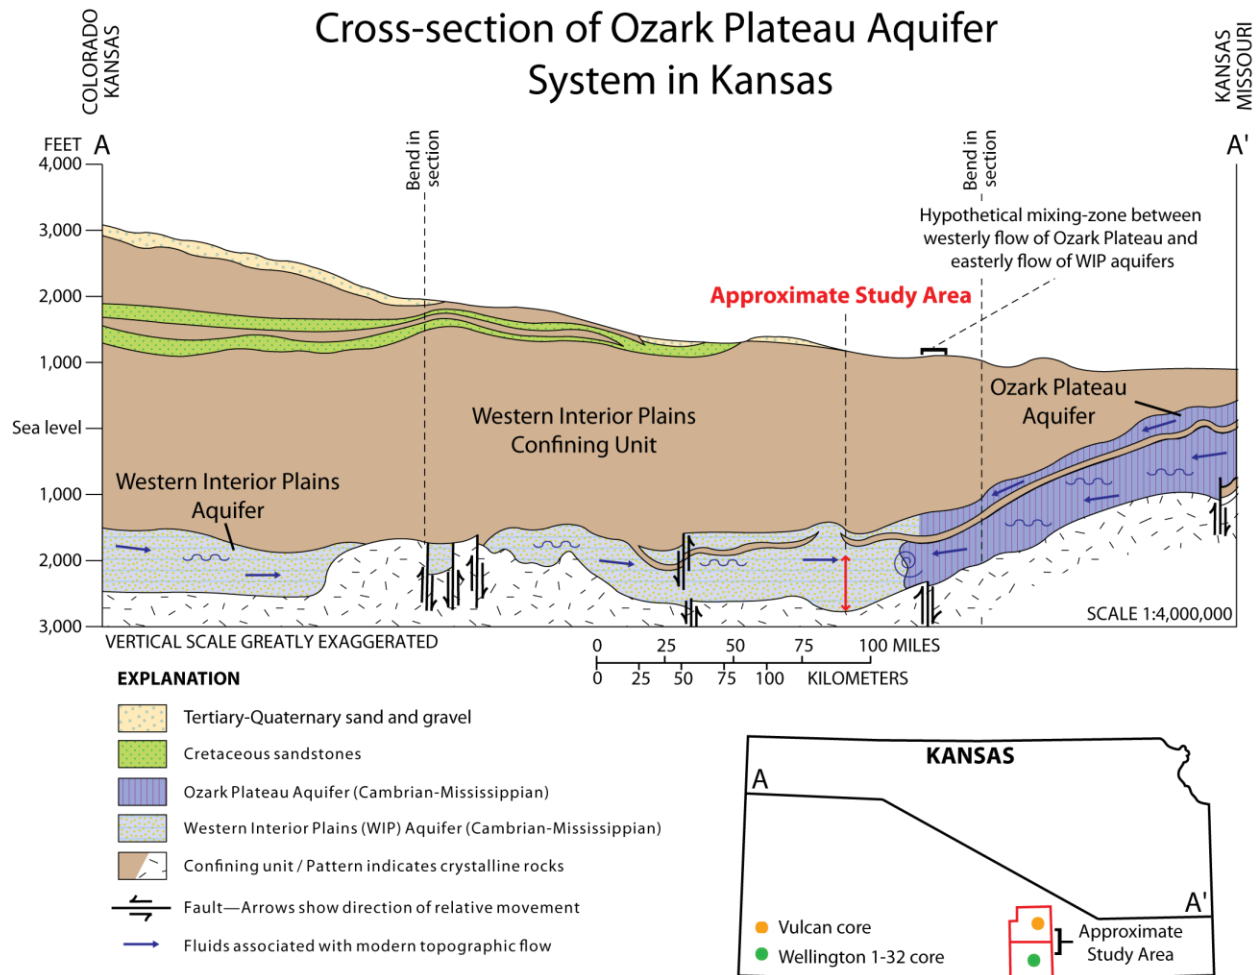 Cross-section of Ozark Plateau Aquifer
System in Kansas
COLORADO
KANSAS
KANSAS
MISSOURI
FEET
A
A'
4,000
3,000
2,000
1,000
Sea level
1,000
2,000
3,000
Bend in
section
Bend in
section
Hypothetical mixing-zone between
westerly flow of Ozark Plateau and
easterly flow of WIP aquifers
Approximate Study Area
Ozark Plateau
Aquifer
Western Interior Plains
Confining Unit
Western Interior Plains
Aquifer
SCALE 1:4,000,000
VERTICAL SCALE GREATLY EXAGGERATED
0 25 50 75 100 MILES
0 25 50 75 100 KILOMETERS
EXPLANATION
Tertiary-Quaternary sand and gravel
Cretaceous sandstones
Ozark Plateau Aquifer (Cambrian-Mississippian)
Western Interior Plains (WIP) Aquifer (Cambrian-Mississippian)
Confining unit / Pattern indicates crystalline rocks
Fault—Arrows show direction of relative movement
Fluids associated with modern topographic flow
KANSAS
A
A'
Vulcan core
Wellington 1-32 core
Approximate
Study Area